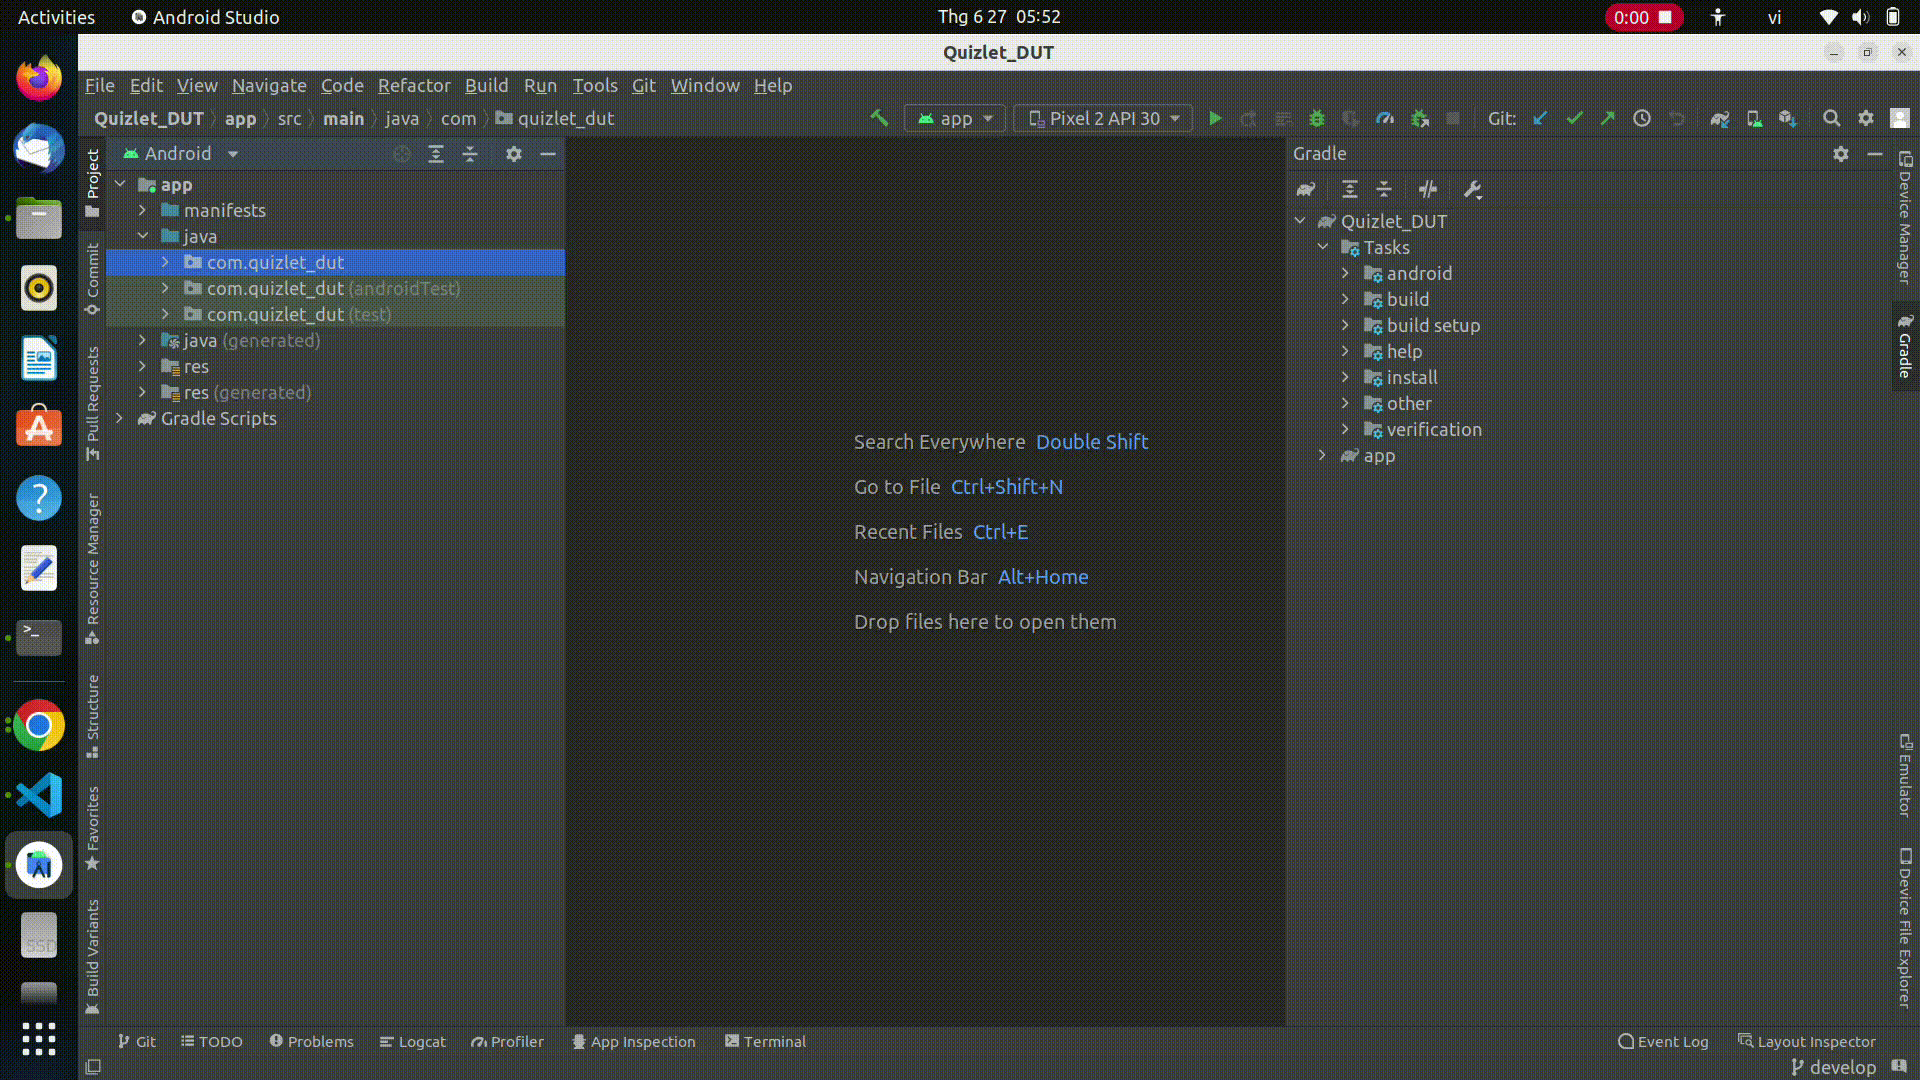 Activities
Android Studio
Thg 6 27 05:52
0:00
vi
Quizlet_DUT
File Edit View Navigate Code Refactor Build Run Tools Git Window Help
Quizlet_DUT app src main java com quizlet_dut
app
Pixel 2 API 30
Git:
Project
Commit
Pull Requests
Resource Manager
Structure
Favorites
Build Variants
Android
app
manifests
java
com.quizlet_dut
com.quizlet_dut (androidTest)
com.quizlet_dut (test)
java (generated)
res
res (generated)
Gradle Scripts
Search Everywhere Double Shift
Go to File Ctrl+Shift+N
Recent Files Ctrl+E
Navigation Bar Alt+Home
Drop files here to open them
Gradle
Quizlet_DUT
Tasks
android
build
build setup
help
install
other
verification
app
Device Manager
Gradle
Emulator
Device File Explorer
SSD
Git TODO Problems Logcat Profiler App Inspection Terminal
Event Log Layout Inspector
develop